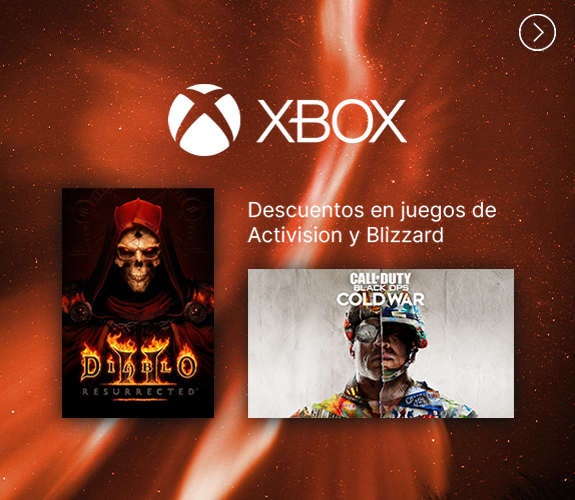 XBOX
Descuentos en juegos de
Activision y Blizzard
DIABLO
II
RESURRECTED
CALL OF DUTY
BLACK OPS
COLD WAR